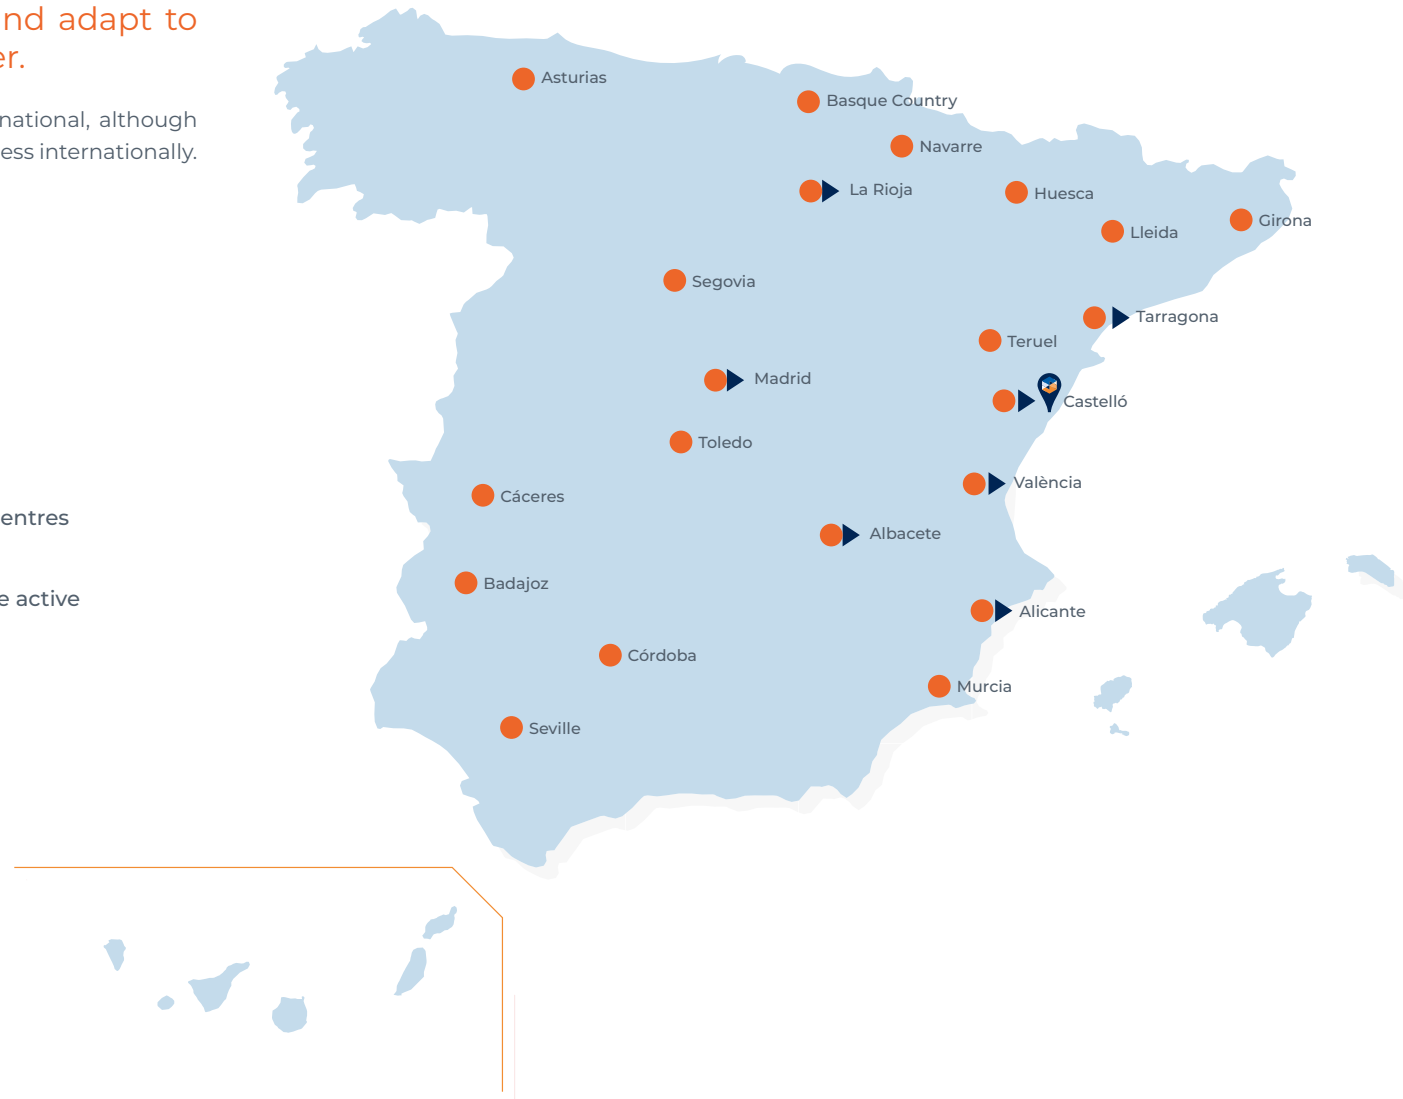 nd adapt to
er.
national, although
ess internationally.
entres
e active
Asturias
Basque Country
Navarre
La Rioja
Huesca
Lleida
Girona
Segovia
Tarragona
Teruel
Madrid
Castelló
Toledo
València
Cáceres
Albacete
Badajoz
Alicante
Córdoba
Murcia
Seville